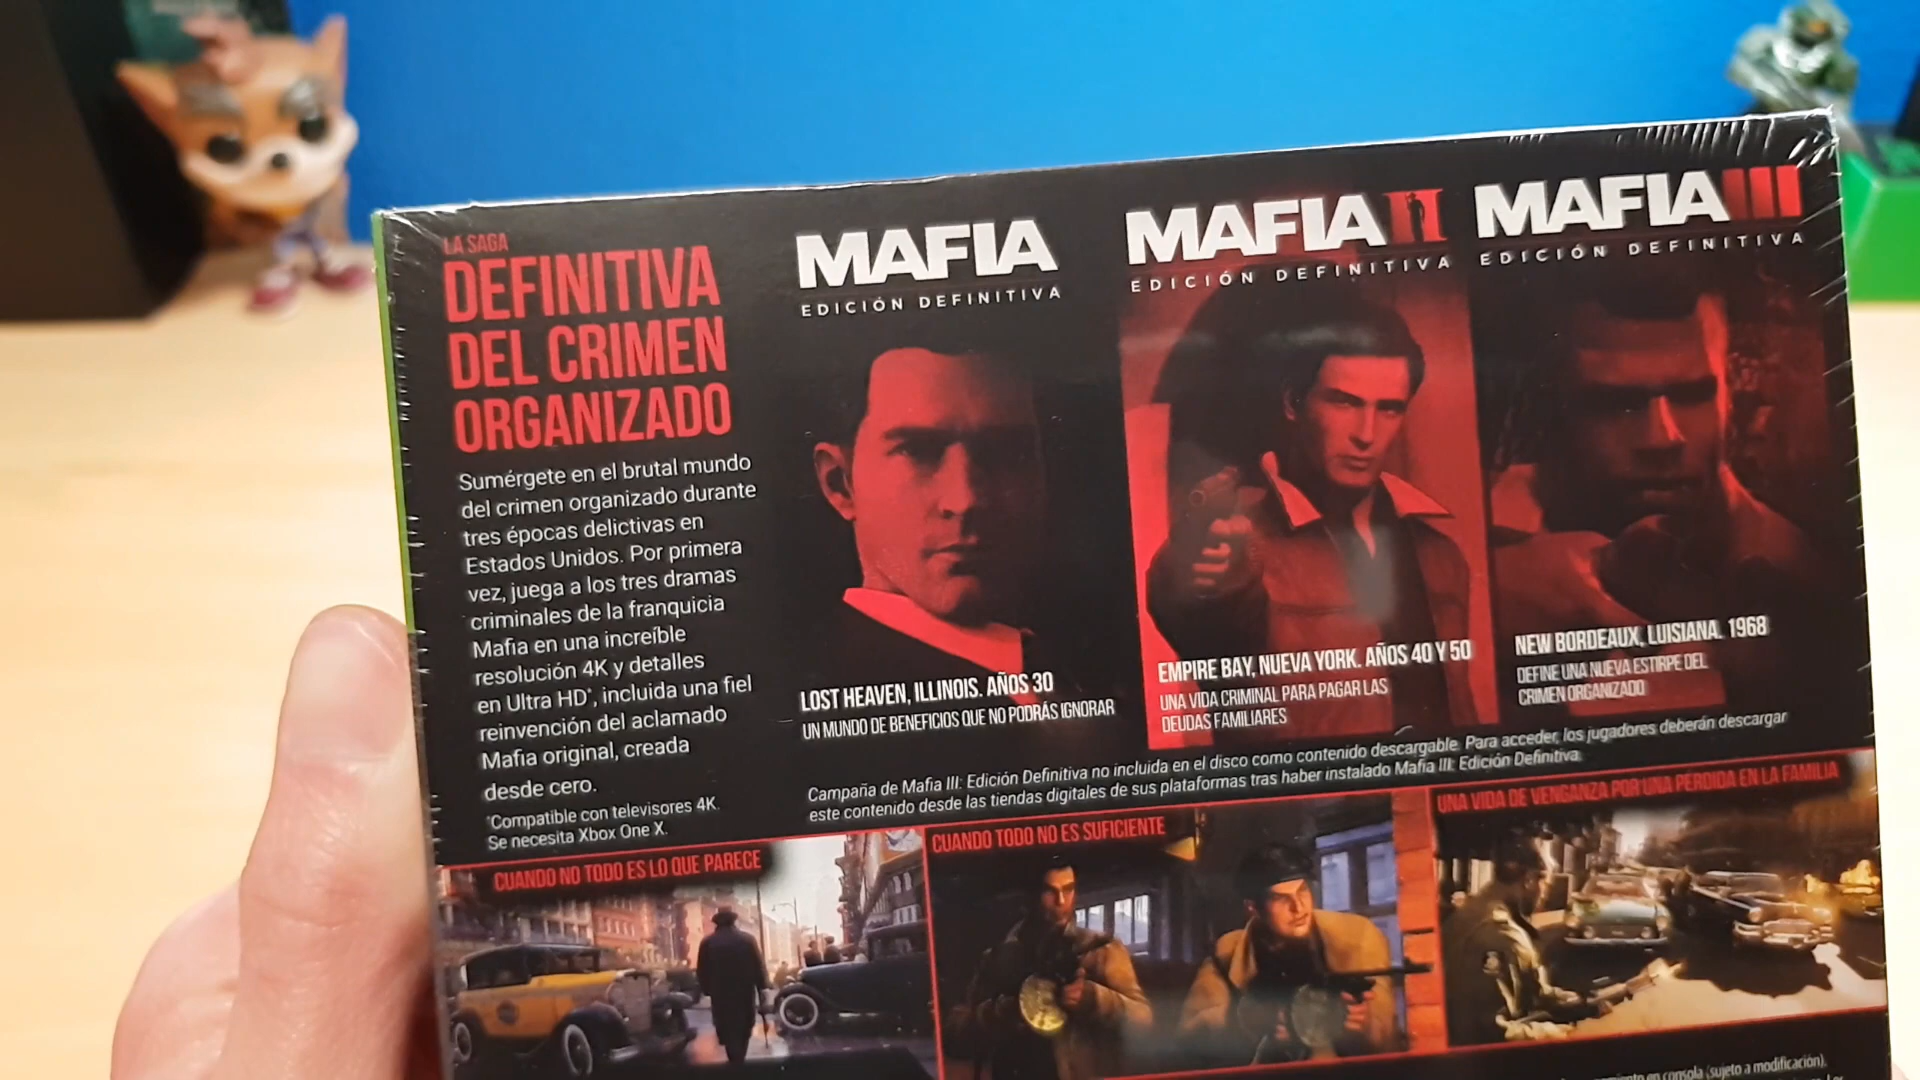 LA SAGA
DEFINITIVA
DEL CRIMEN
ORGANIZADO
Sumérgete en el brutal mundo
del crimen organizado durante
tres épocas delictivas en
Estados Unidos. Por primera
vez, juega a los tres dramas
criminales de la franquicia
Mafia en una increíble
resolución 4K y detalles
en Ultra HD*, incluida una fiel
reinvención del aclamado
Mafia original, creada
desde cero.
*Compatible con televisores 4K.
Se necesita Xbox One X.
MAFIA
EDICIÓN DEFINITIVA
LOST HEAVEN, ILLINOIS. AÑOS 30
UN MUNDO DE BENEFICIOS QUE NO PODRÁS IGNORAR
MAFIA II
EDICIÓN DEFINITIVA
EMPIRE BAY, NUEVA YORK. AÑOS 40 Y 50
UNA VIDA CRIMINAL PARA PAGAR LAS
DEUDAS FAMILIARES
MAFIA III
EDICIÓN DEFINITIVA
NEW BORDEAUX, LUISIANA. 1968
DEFINE UNA NUEVA ESTIRPE DEL
CRIMEN ORGANIZADO
Campaña de Mafia III: Edición Definitiva no incluida en el disco como contenido descargable. Para acceder, los jugadores deberán descargar
este contenido desde las tiendas digitales de sus plataformas tras haber instalado Mafia III: Edición Definitiva.
CUANDO NO TODO ES LO QUE PARECE
CUANDO TODO NO ES SUFICIENTE
UNA VIDA DE VENGANZA POR UNA PÉRDIDA EN LA FAMILIA
en consola (sujeto a modificación).